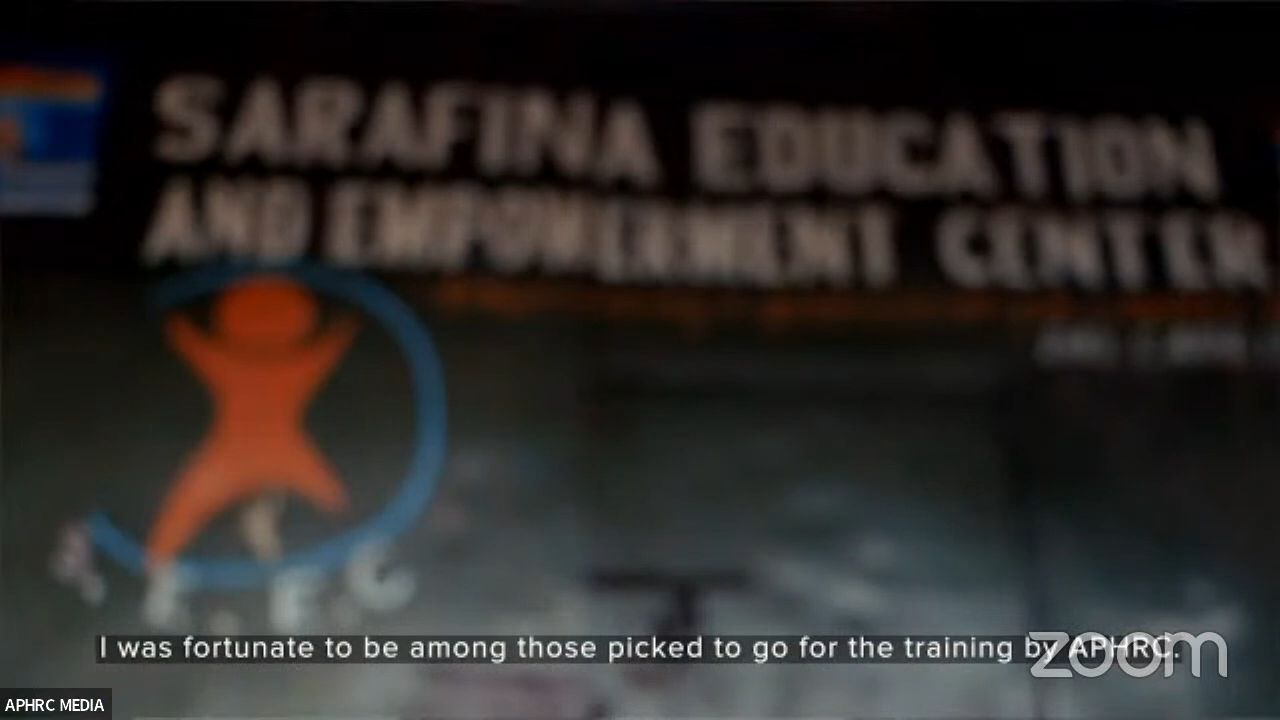 SARAFINA EDUCATION
AND EMPOWERMENT CENTER
I was fortunate to be among those picked to go for the training by APHRC.
zoom
APHRC MEDIA